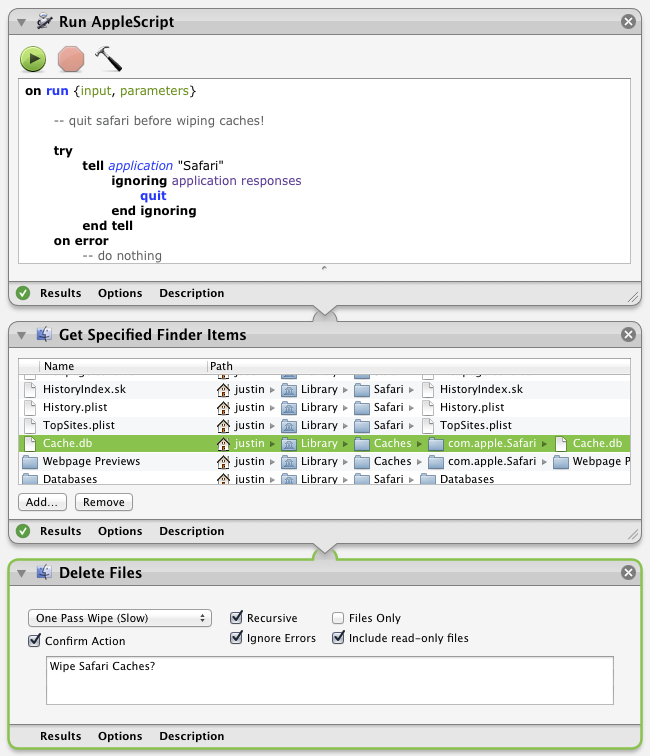 Run AppleScript
on run {input, parameters}
-- quit safari before wiping caches!
try
tell application "Safari"
ignoring application responses
quit
end ignoring
end tell
on error
-- do nothing
Results Options Description
Get Specified Finder Items
Name Path
justin Library Safari
HistoryIndex.sk justin Library Safari HistoryIndex.sk
History.plist justin Library Safari History.plist
TopSites.plist justin Library Safari TopSites.plist
Cache.db justin Library Caches com.apple.Safari Cache.db
Webpage Previews justin Library Caches com.apple.Safari Webpage P
Databases justin Library Safari Databases
Add... Remove
Results Options Description
Delete Files
One Pass Wipe (Slow) Recursive Files Only
Confirm Action Ignore Errors Include read-only files
Wipe Safari Caches?
Results Options Description